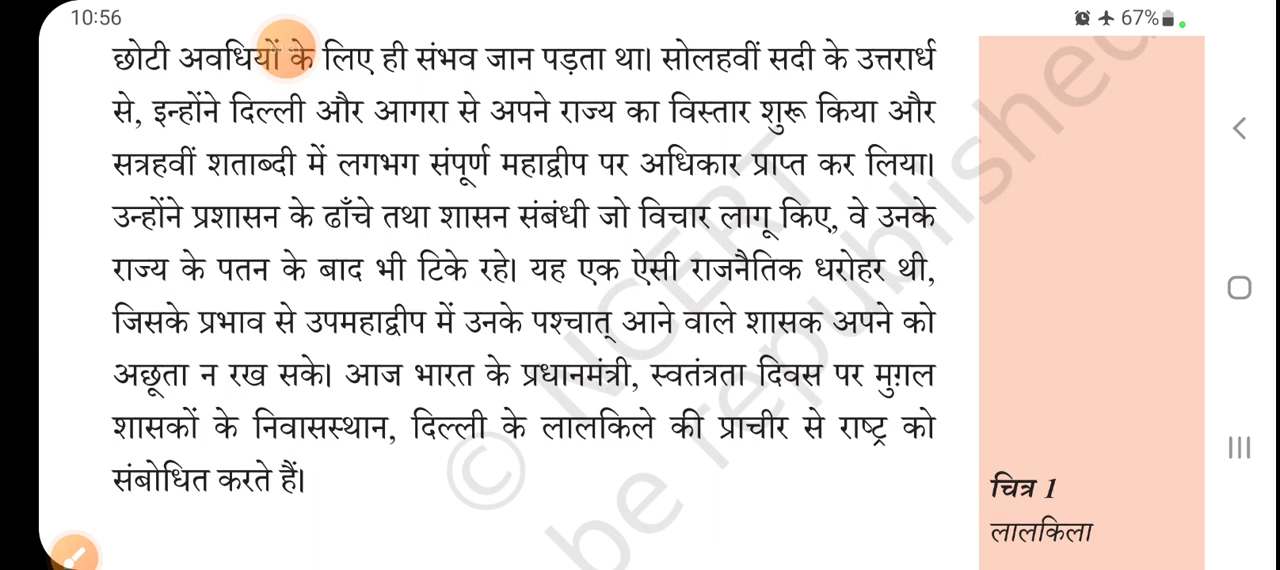 10:56
67%
छोटी अवधियों के लिए ही संभव जान पड़ता था। सोलहवीं सदी के उत्तरार्ध
से, इन्होंने दिल्ली और आगरा से अपने राज्य का विस्तार शुरू किया और
सत्रहवीं शताब्दी में लगभग संपूर्ण महाद्वीप पर अधिकार प्राप्त कर लिया।
उन्होंने प्रशासन के ढाँचे तथा शासन संबंधी जो विचार लागू किए, वे उनके
राज्य के पतन के बाद भी टिके रहे। यह एक ऐसी राजनैतिक धरोहर थी,
जिसके प्रभाव से उपमहाद्वीप में उनके पश्चात् आने वाले शासक अपने को
अछूता न रख सके। आज भारत के प्रधानमंत्री, स्वतंत्रता दिवस पर मुग़ल
शासकों के निवासस्थान, दिल्ली के लालकिले की प्राचीर से राष्ट्र को
संबोधित करते हैं।
चित्र 1
लालकिला
© NCERT
be republished